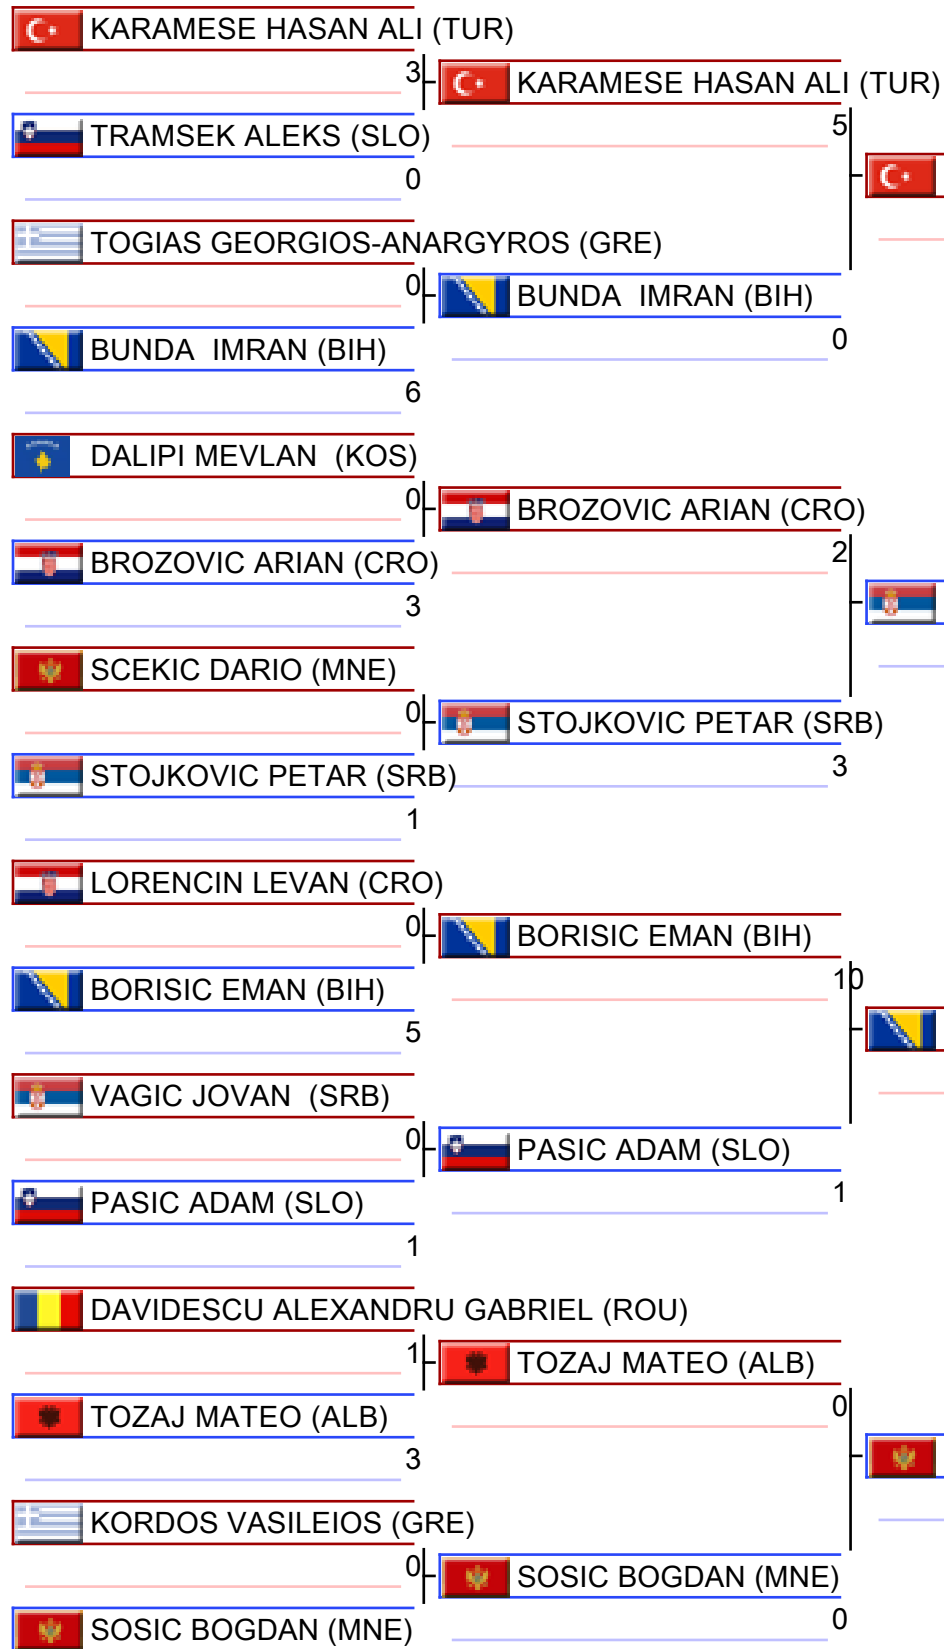 KARAMESE HASAN ALI (TUR)
3
KARAMESE HASAN ALI (TUR)
5
TRAMSEK ALEKS (SLO)
0
TOGIAS GEORGIOS-ANARGYROS (GRE)
0
BUNDA  IMRAN (BIH)
0
BUNDA  IMRAN (BIH)
6
DALIPI MEVLAN  (KOS)
0
BROZOVIC ARIAN (CRO)
2
BROZOVIC ARIAN (CRO)
3
SCEKIC DARIO (MNE)
0
STOJKOVIC PETAR (SRB)
3
STOJKOVIC PETAR (SRB)
1
LORENCIN LEVAN (CRO)
0
BORISIC EMAN (BIH)
10
BORISIC EMAN (BIH)
5
VAGIC JOVAN  (SRB)
0
PASIC ADAM (SLO)
1
PASIC ADAM (SLO)
1
DAVIDESCU ALEXANDRU GABRIEL (ROU)
1
TOZAJ MATEO (ALB)
0
TOZAJ MATEO (ALB)
3
KORDOS VASILEIOS (GRE)
0
SOSIC BOGDAN (MNE)
0
SOSIC BOGDAN (MNE)